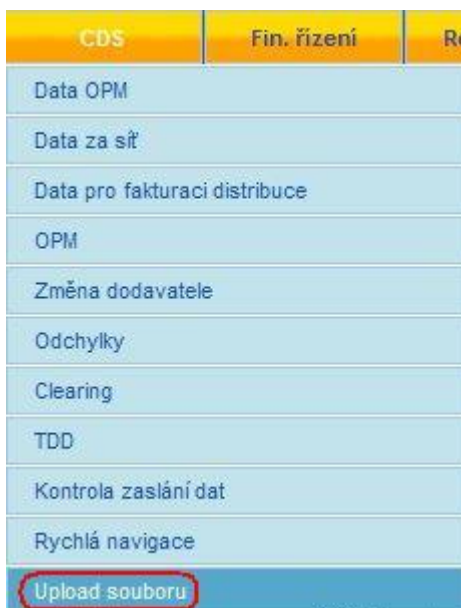 CDS Fin. řízení
Data OPM
Data za síť
Data pro fakturaci distribuce
OPM
Změna dodavatele
Odchylky
Clearing
TDD
Kontrola zaslání dat
Rychlá navigace
Upload souboru